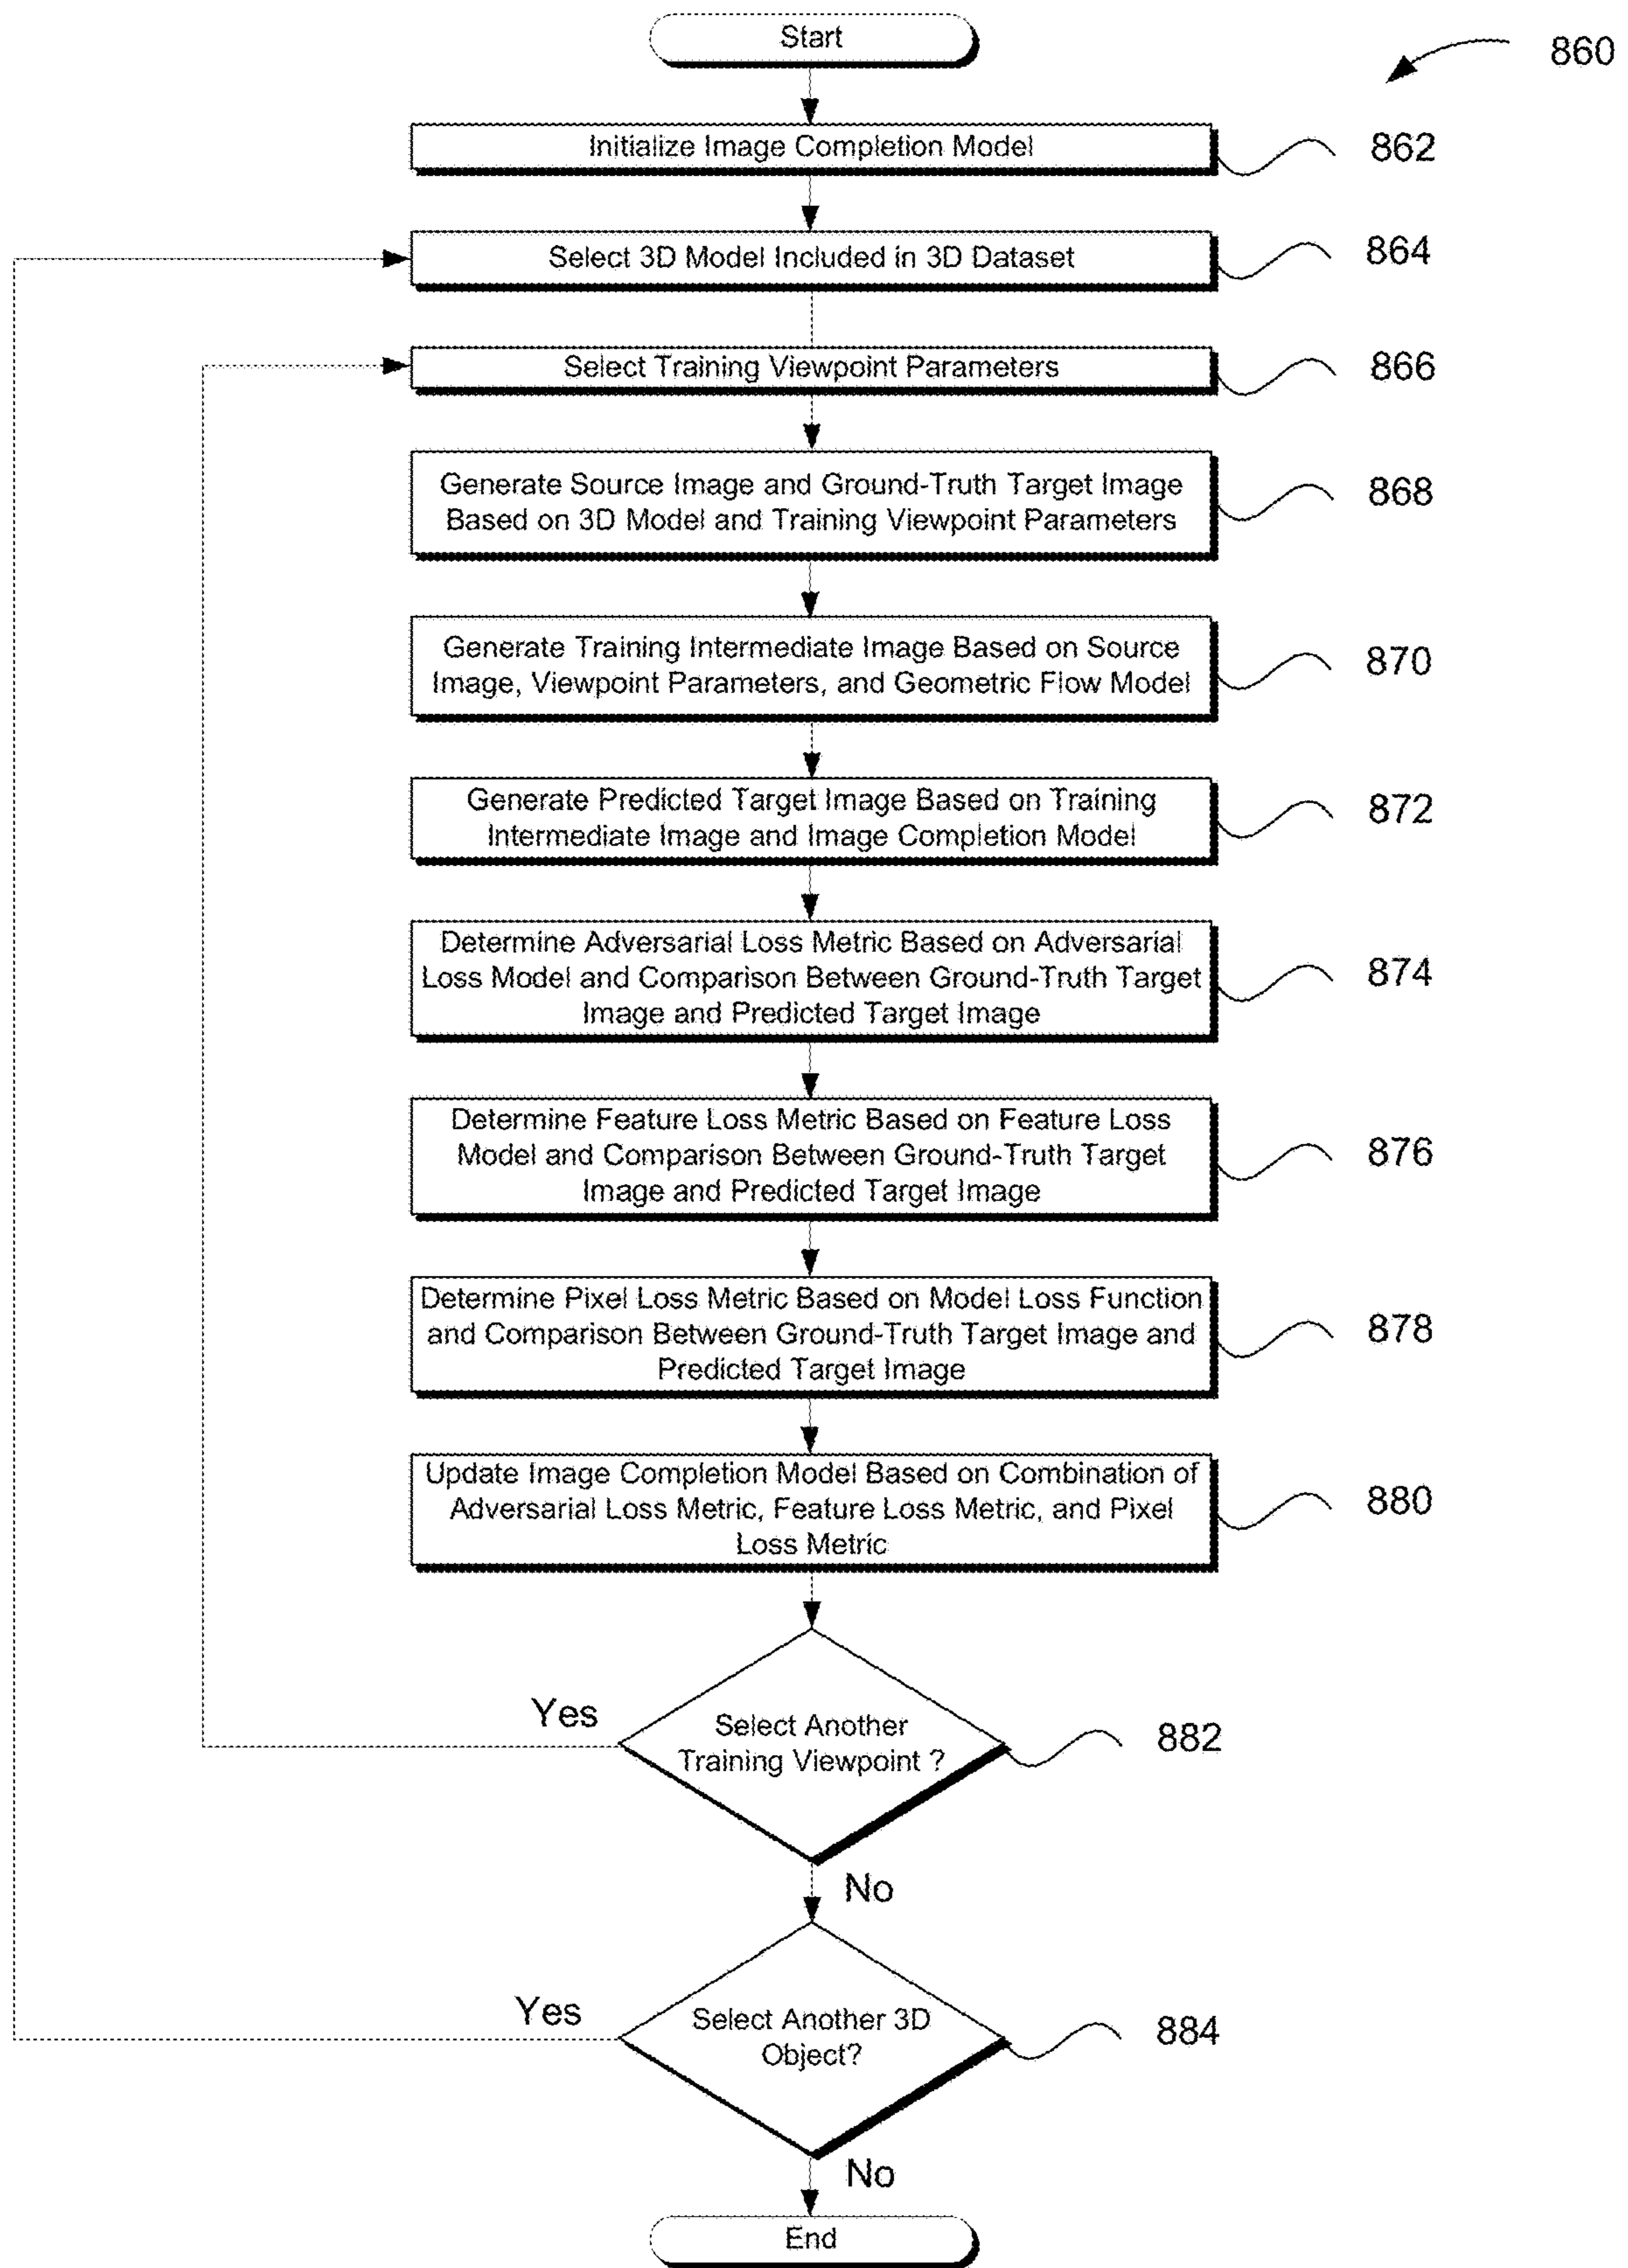 Start
860
Initialize Image Completion Model
862
Select 3D Model Included in 3D Dataset
864
Select Training Viewpoint Parameters
866
Generate Source Image and Ground-Truth Target Image
Based on 3D Model and Training Viewpoint Parameters
868
Generate Training Intermediate Image Based on Source
Image, Viewpoint Parameters, and Geometric Flow Model
870
Generate Predicted Target Image Based on Training
Intermediate Image and Image Completion Model
872
Determine Adversarial Loss Metric Based on Adversarial
Loss Model and Comparison Between Ground-Truth Target
Image and Predicted Target Image
874
Determine Feature Loss Metric Based on Feature Loss
Model and Comparison Between Ground-Truth Target
Image and Predicted Target Image
876
Determine Pixel Loss Metric Based on Model Loss Function
and Comparison Between Ground-Truth Target Image and
Predicted Target Image
878
Update Image Completion Model Based on Combination of
Adversarial Loss Metric, Feature Loss Metric, and Pixel
Loss Metric
880
Yes
Select Another
Training Viewpoint ?
882
No
Yes
Select Another 3D
Object?
884
No
End